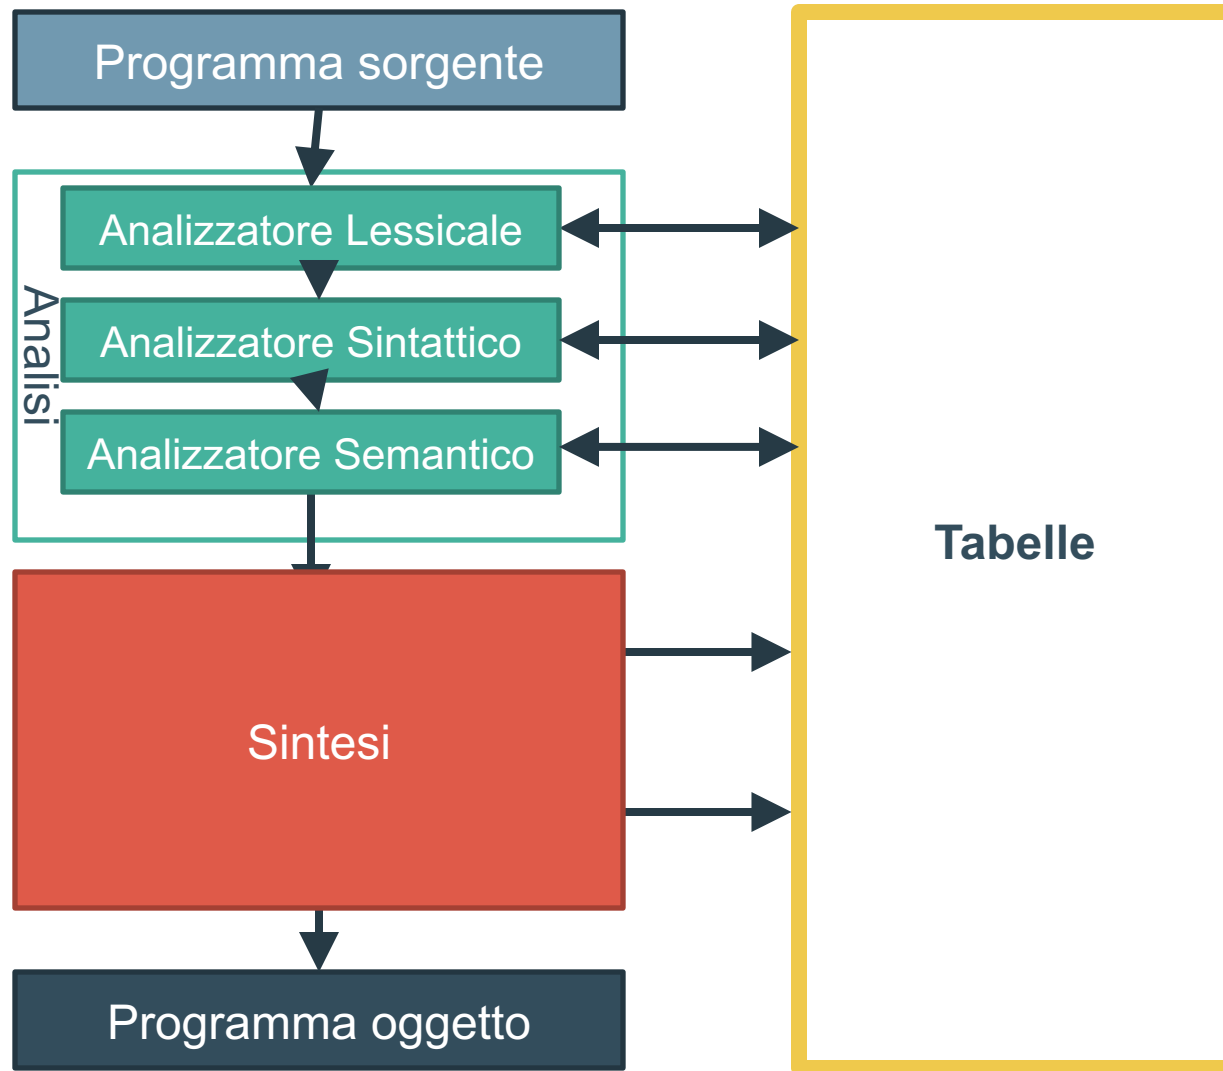 Programma sorgente
Analisi
Analizzatore Lessicale
Analizzatore Sintattico
Analizzatore Semantico
Tabelle
Sintesi
Programma oggetto